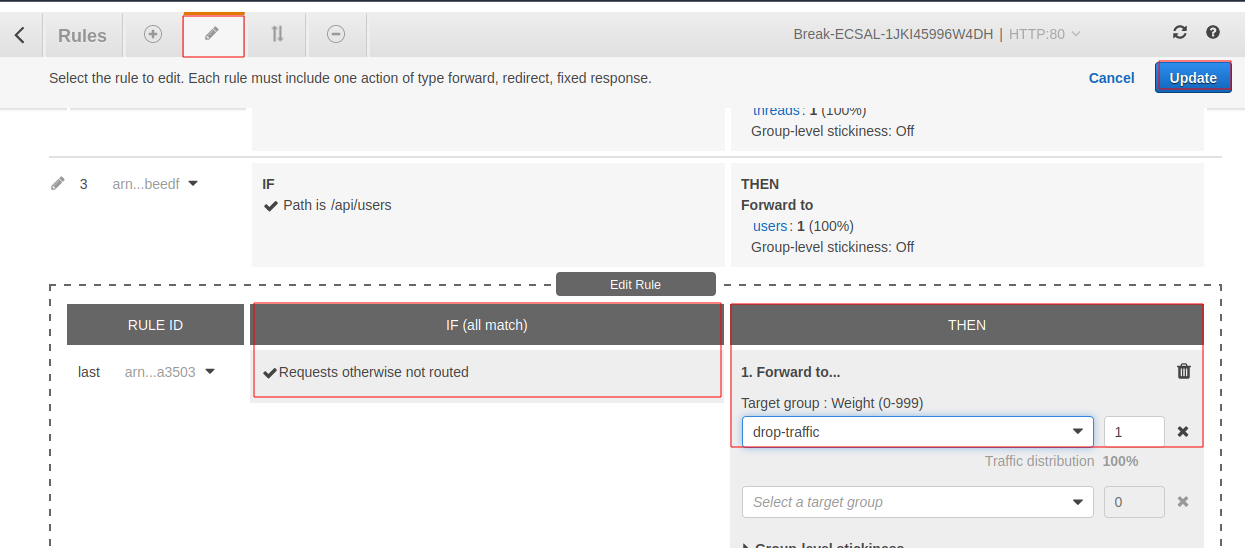 Rules
Break-ECSAL-1JKI45996W4DH | HTTP:80
Select the rule to edit. Each rule must include one action of type forward, redirect, fixed response.
Cancel
Update
threads: 1 (100%)
Group-level stickiness: Off
3 arn...beedf
IF
Path is /api/users
THEN
Forward to
users: 1 (100%)
Group-level stickiness: Off
Edit Rule
RULE ID
IF (all match)
THEN
last arn...a3503
Requests otherwise not routed
1. Forward to...
Target group : Weight (0-999)
drop-traffic 1
Traffic distribution 100%
Select a target group 0
Group-level stickiness